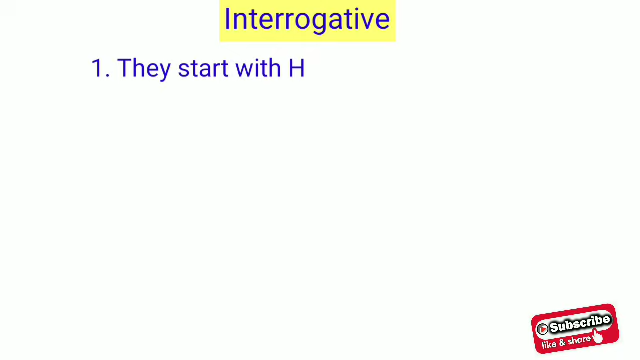 Interrogative
1. They start with H
Subscribe
like & share